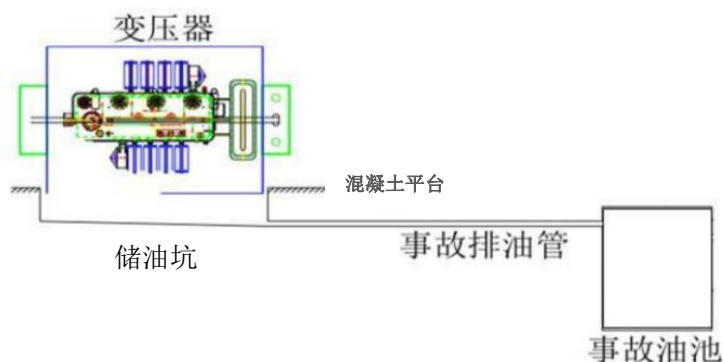 变压器
混凝土平台
事故排油管
储油坑
事故油池